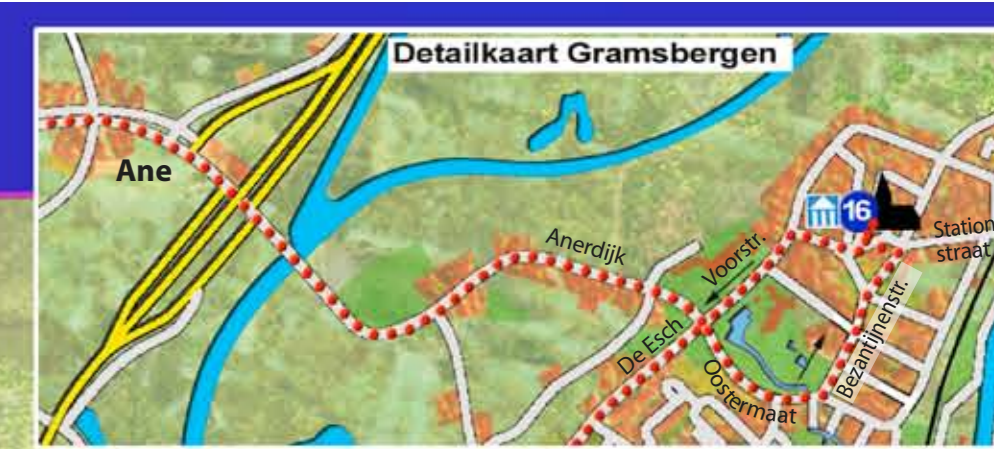 Detailkaart Gramsbergen
Ane
16
Station
straat
Anerdijk
Voorstr.
De Esch
Oostermaat
Bezantijnenstr.